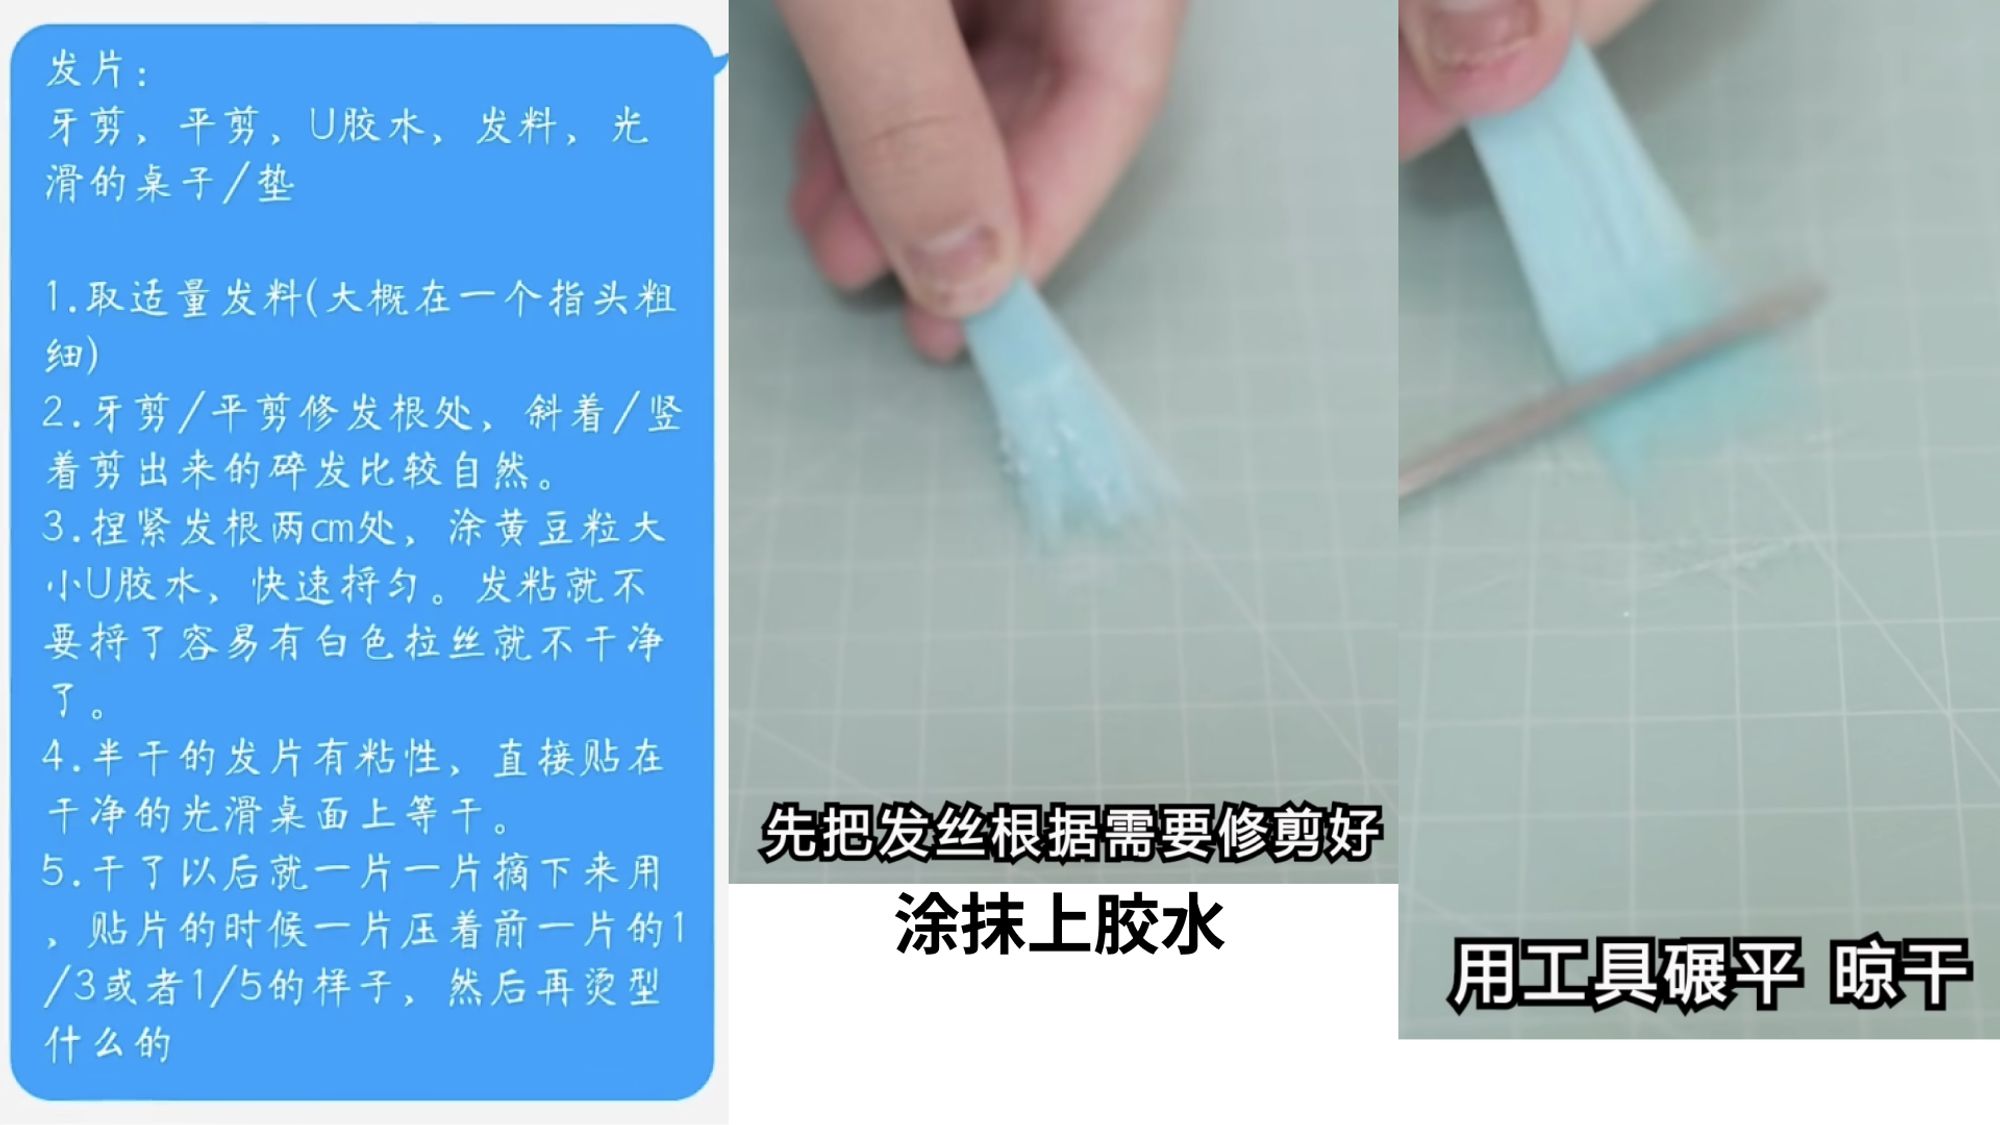 发片：
牙剪，平剪，U胶水，发料，光
滑的桌子/垫
1.取适量发料(大概在一个指头粗
细)
2.牙剪/平剪修发根处，斜着/竖
着剪出来的碎发比较自然。
3.捏紧发根两cm处，涂黄豆粒大
小U胶水，快速捋匀。发粘就不
要捋了容易有白色拉丝就不干净
了。
4.半干的发片有粘性，直接贴在
干净的光滑桌面上等干。
5.干了以后就一片一片摘下来用
，贴片的时候一片压着前一片的1
/3或者1/5的样子，然后再烫型
什么的
先把发丝根据需要修剪好
涂抹上胶水
用工具碾平 晾干